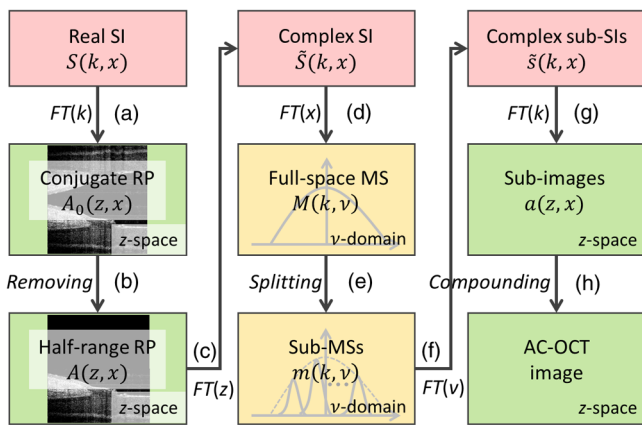 Real SI
S(k, x)
FT(k)
(a)
Conjugate RP
A₀(z, x)
z-space
Removing
(b)
Half-range RP
A(z, x)
z-space
(c)
FT(z)
Complex SI
S̃(k, x)
FT(x)
(d)
Full-space MS
M(k, ν)
ν-domain
Splitting
(e)
Sub-MSs
m(k, ν)
ν-domain
(f)
FT(ν)
Complex sub-SIs
s̃(k, x)
FT(k)
(g)
Sub-images
a(z, x)
z-space
Compounding
(h)
AC-OCT
image
z-space